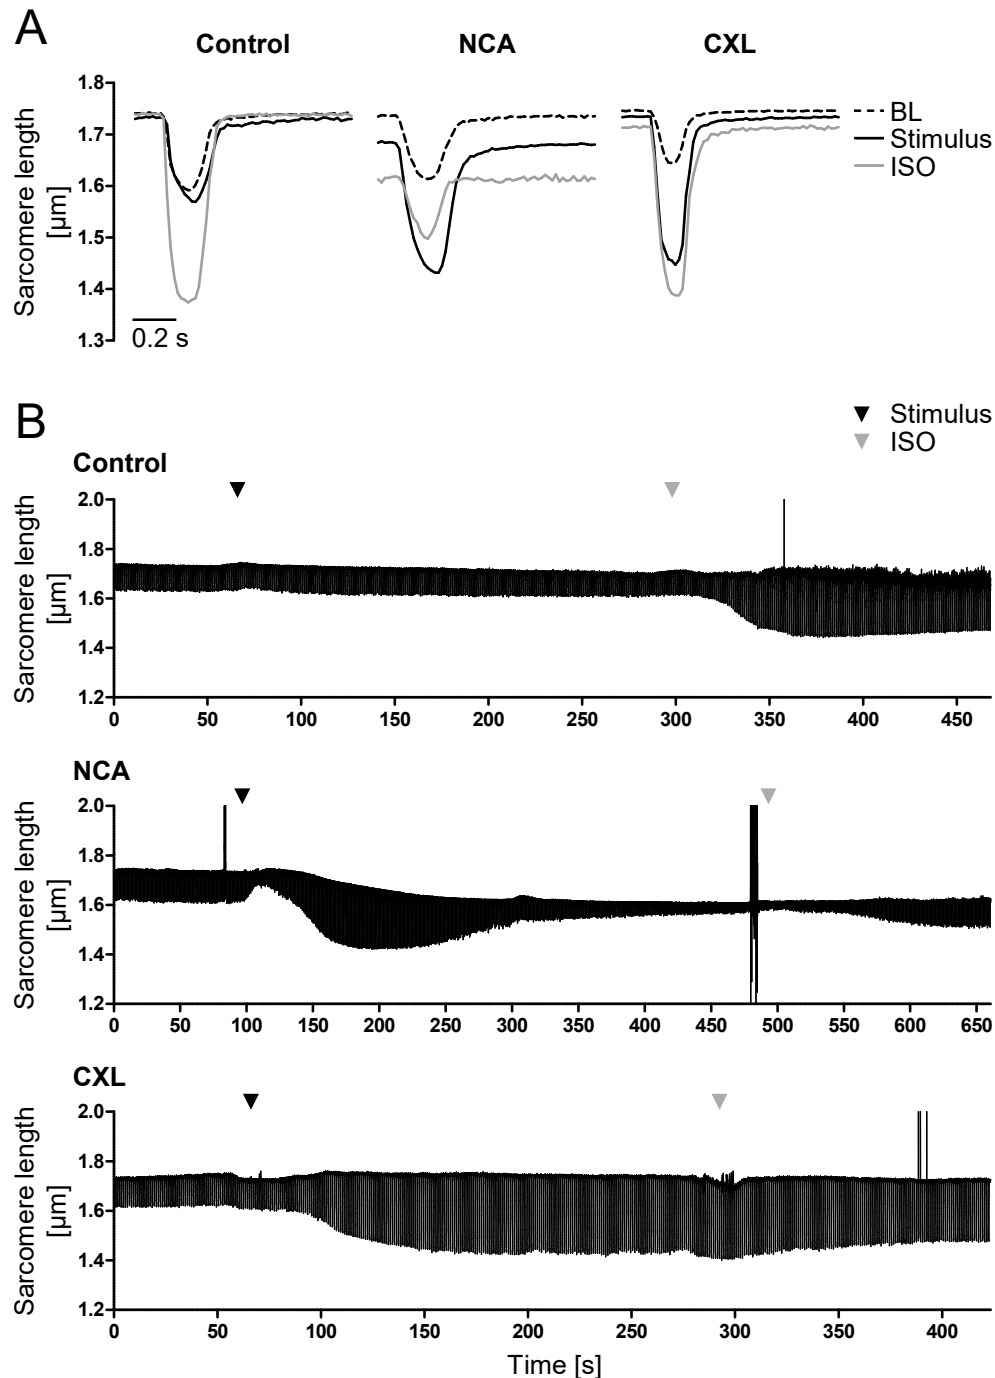 A
Control NCA CXL
Sarcomere length
[µm]
1.8
1.7
1.6
1.5
1.4
1.3
0.2 s
BL
Stimulus
ISO
B
Stimulus
ISO
Control
Sarcomere length
[µm]
2.0
1.8
1.6
1.4
1.2
0 50 100 150 200 250 300 350 400 450
NCA
Sarcomere length
[µm]
2.0
1.8
1.6
1.4
1.2
0 50 100 150 200 250 300 350 400 450 500 550 600 650
CXL
Sarcomere length
[µm]
2.0
1.8
1.6
1.4
1.2
0 50 100 150 200 250 300 350 400
Time [s]